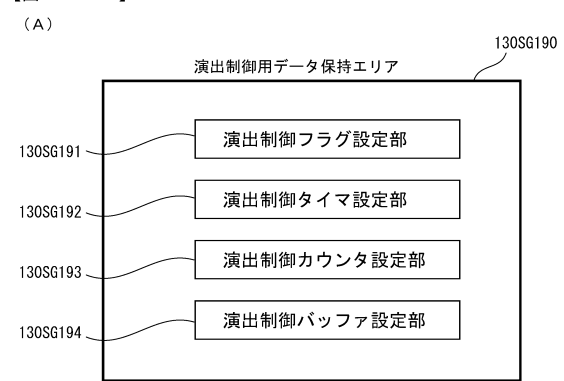 （A）
130SG190
演出制御用データ保持エリア
130SG191
演出制御フラグ設定部
130SG192
演出制御タイマ設定部
130SG193
演出制御カウンタ設定部
130SG194
演出制御バッファ設定部